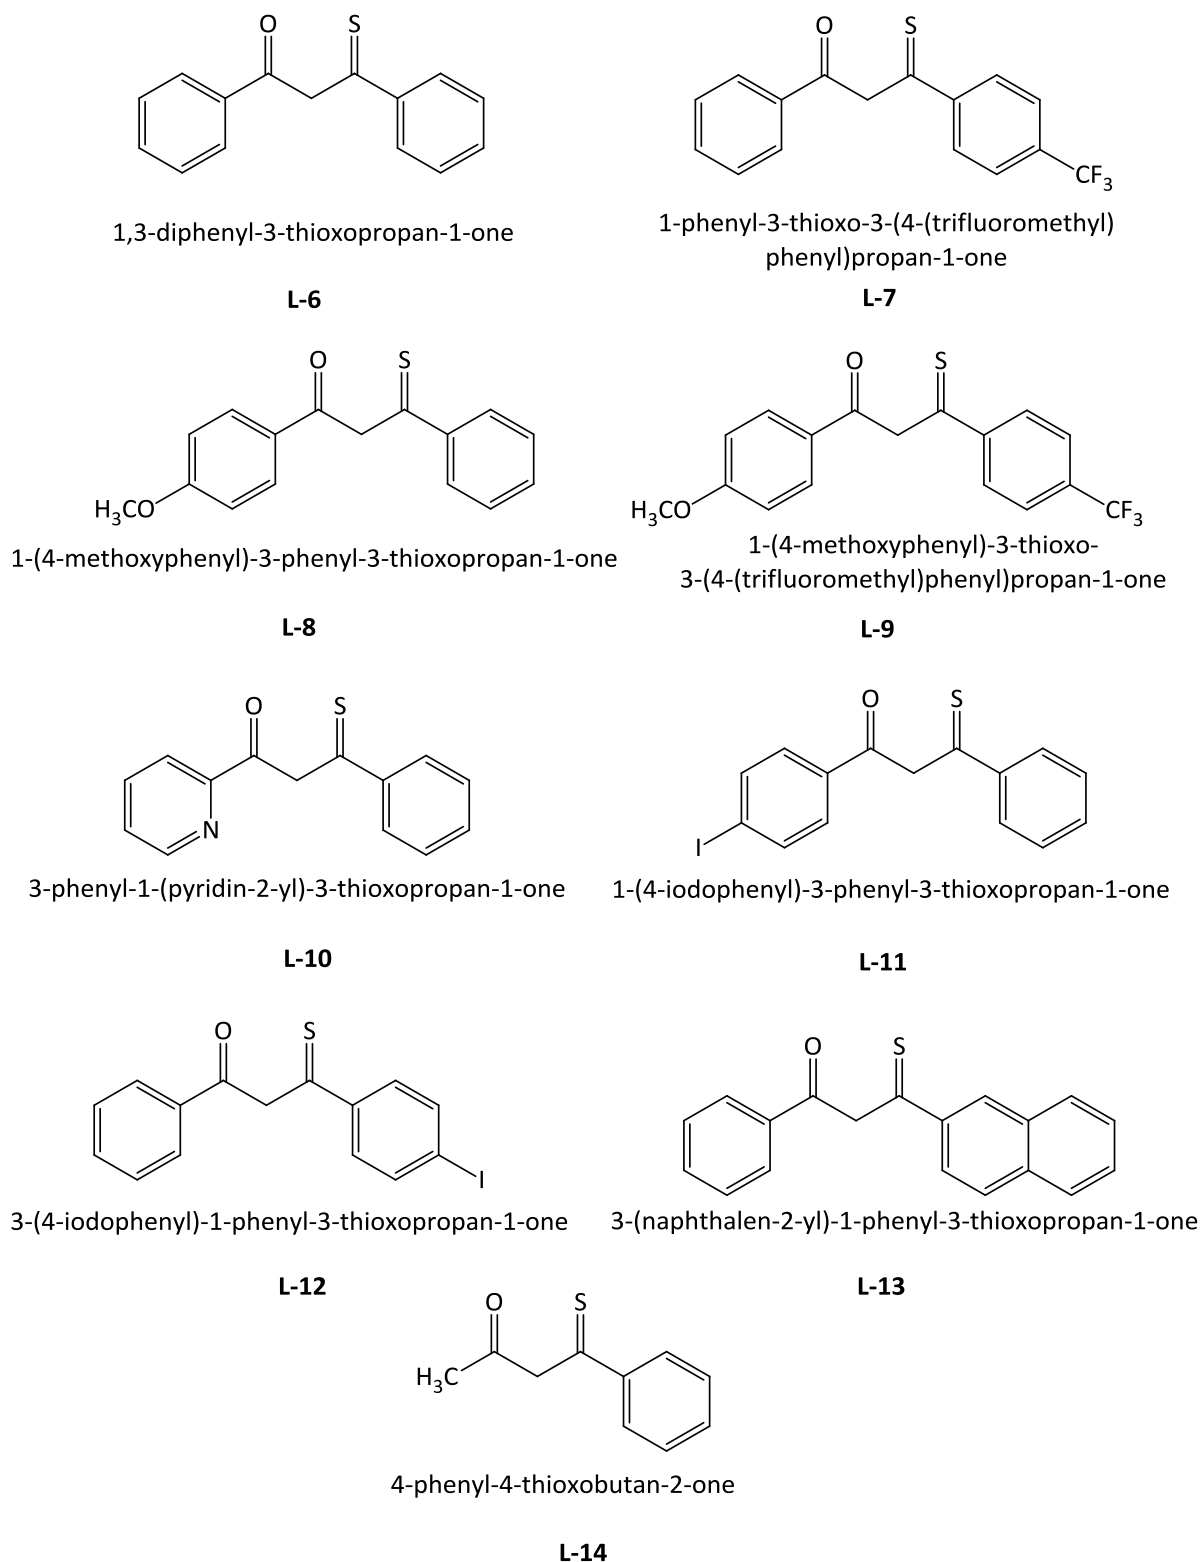 O S O S
CF3
1,3-diphenyl-3-thioxopropan-1-one
1-phenyl-3-thioxo-3-(4-(trifluoromethyl)
phenyl)propan-1-one
L-6
L-7
O S O S
H3CO H3CO CF3
1-(4-methoxyphenyl)-3-phenyl-3-thioxopropan-1-one
1-(4-methoxyphenyl)-3-thioxo-
3-(4-(trifluoromethyl)phenyl)propan-1-one
L-8
L-9
O S O S
N I
3-phenyl-1-(pyridin-2-yl)-3-thioxopropan-1-one
1-(4-iodophenyl)-3-phenyl-3-thioxopropan-1-one
L-10
L-11
O S O S
I
3-(4-iodophenyl)-1-phenyl-3-thioxopropan-1-one
3-(naphthalen-2-yl)-1-phenyl-3-thioxopropan-1-one
L-12
L-13
O S
H3C
4-phenyl-4-thioxobutan-2-one
L-14